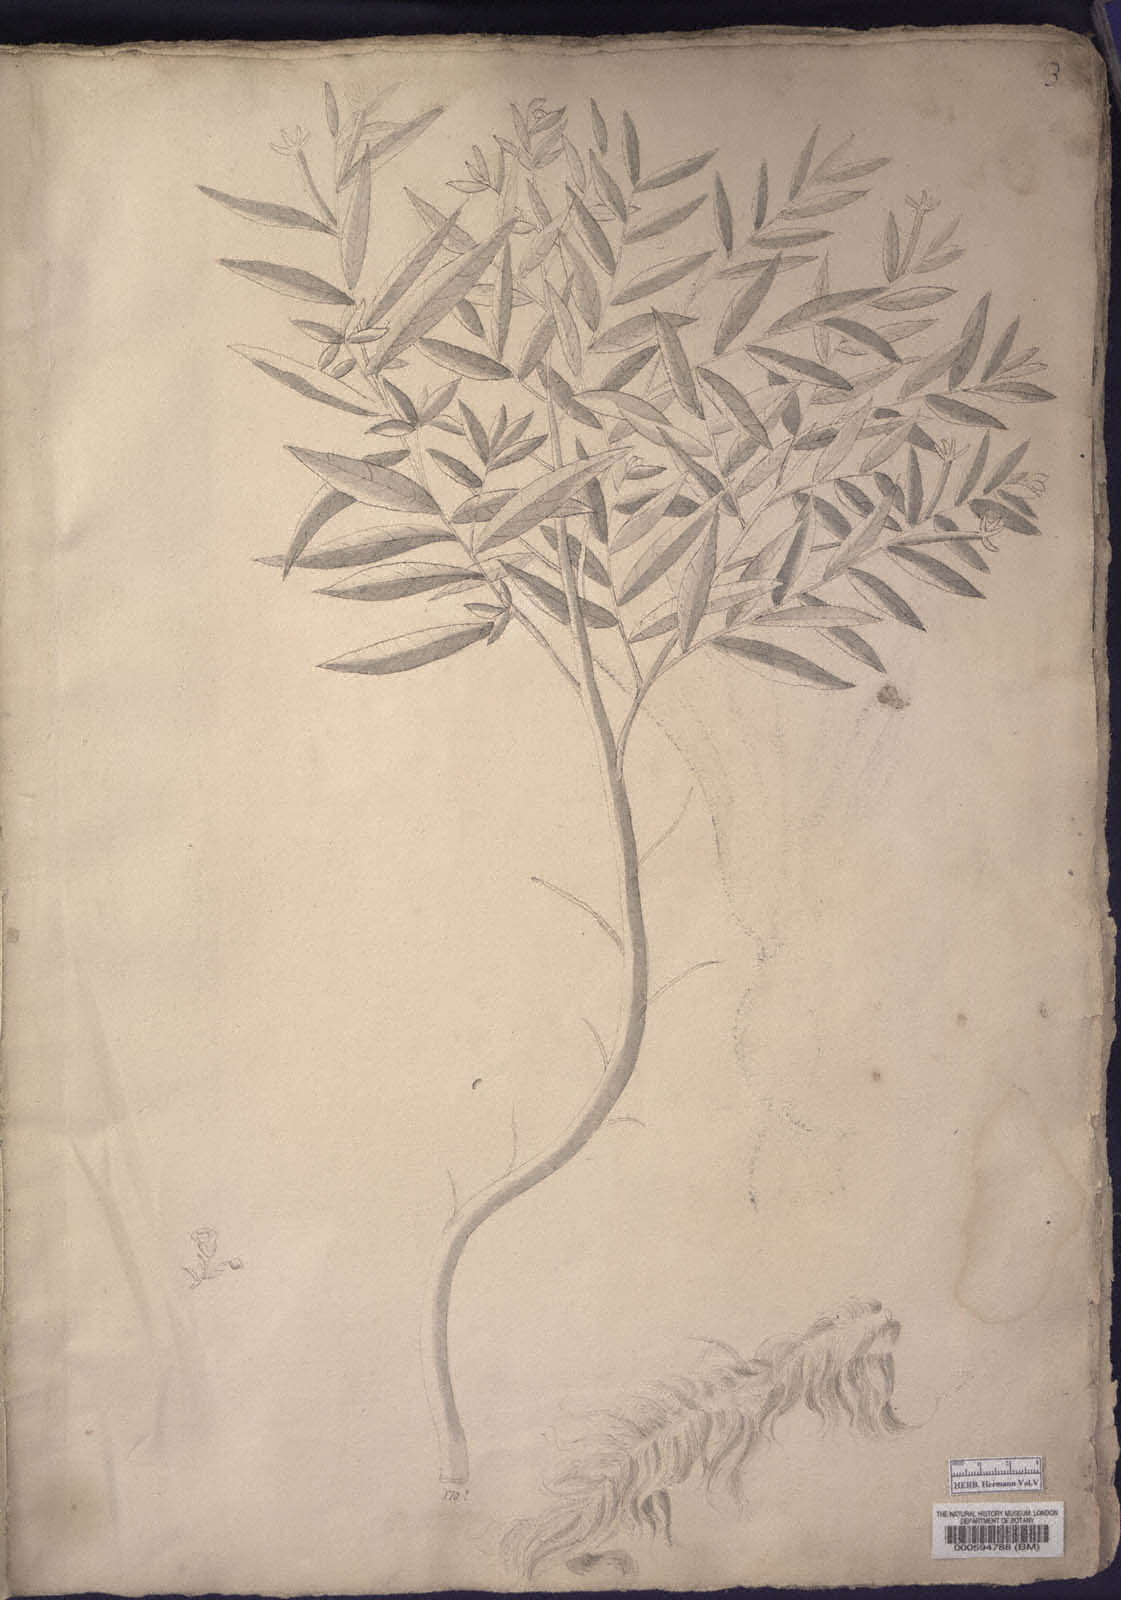 3
170?
HERB. Hermann Vol.V
THE NATURAL HISTORY MUSEUM, LONDON
DEPARTMENT OF BOTANY
000594788 (BM)